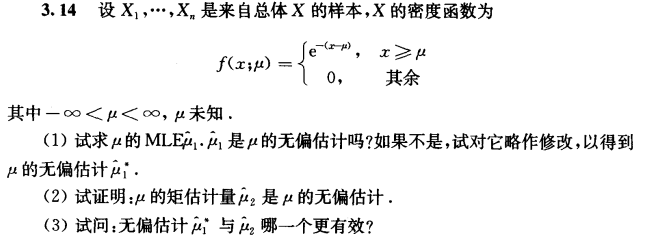 3.14 设 X₁,⋯,Xₙ 是来自总体 X 的样本,X 的密度函数为
f(x;μ) = { e^{-(x-μ)}, x ⩾ μ
0, 其余
其中 −∞ < μ < ∞, μ 未知.
(1) 试求 μ 的 MLE μ̂₁. μ̂₁ 是 μ 的无偏估计吗?如果不是,试对它略作修改,以得到
μ 的无偏估计 μ̂₁*.
(2) 试证明:μ 的矩估计量 μ̂₂ 是 μ 的无偏估计.
(3) 试问:无偏估计 μ̂₁* 与 μ̂₂ 哪一个更有效?